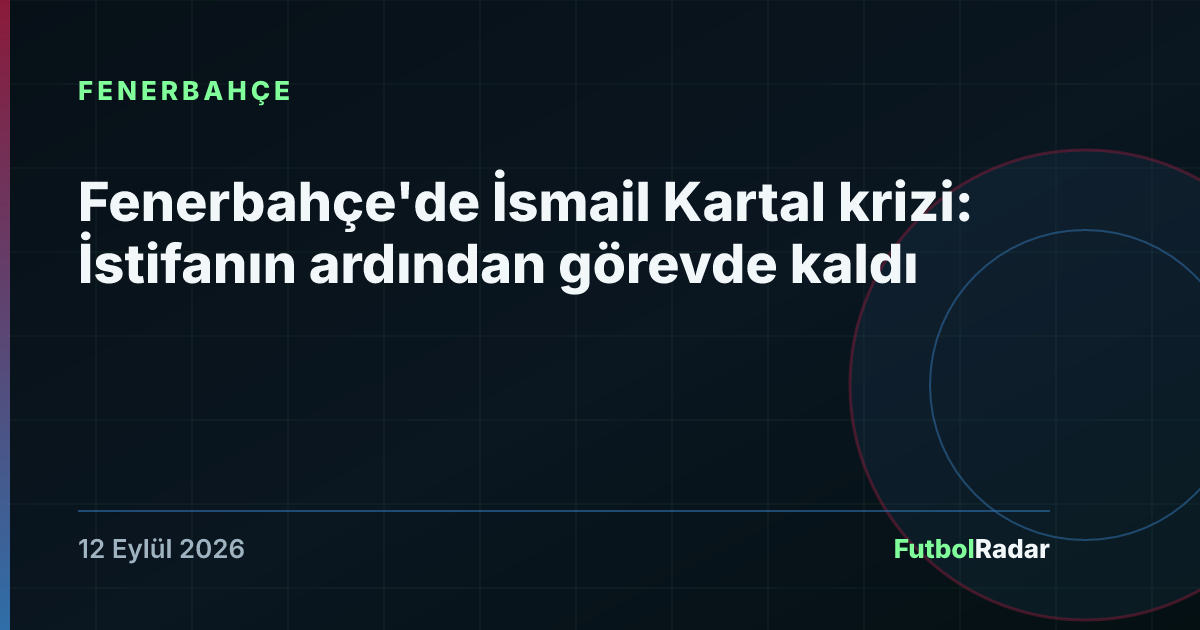 FENERBAHÇE
Fenerbahçe'de İsmail Kartal krizi:
İstifanın ardından görevde kaldı
12 Eylül 2026
FutbolRadar